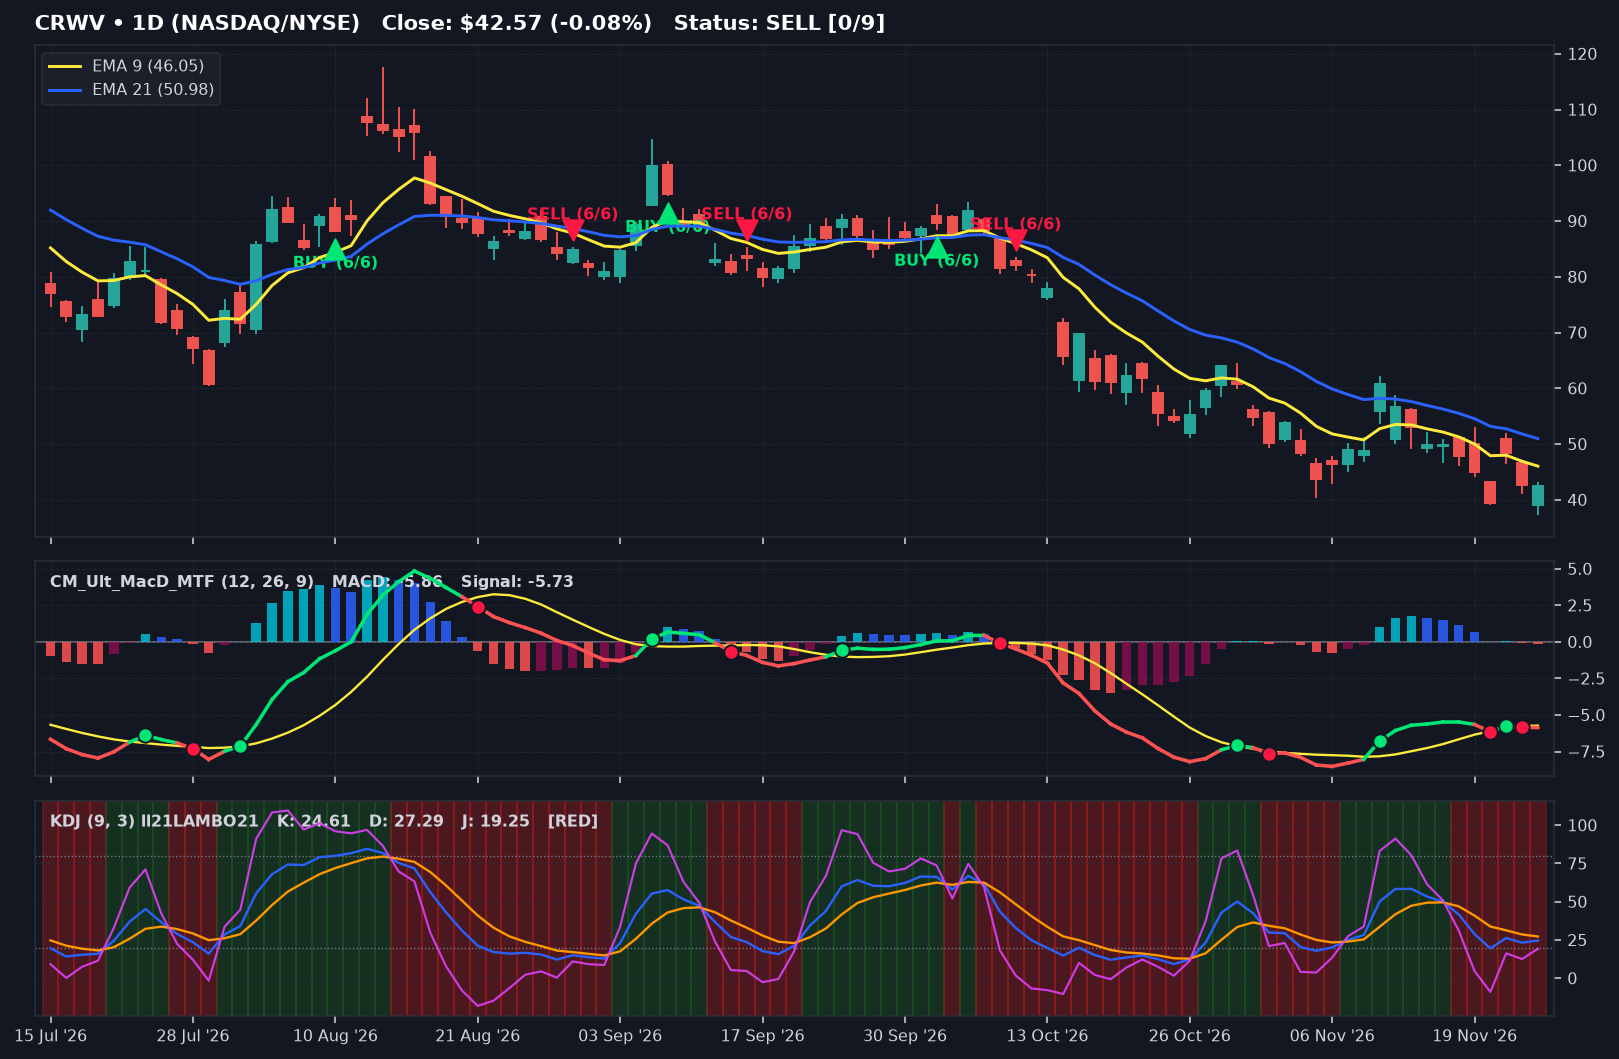 CRWV • 1D (NASDAQ/NYSE)   Close: $42.57 (-0.08%)   Status: SELL [0/9]
EMA 9 (46.05)
EMA 21 (50.98)
120
110
100
90
80
70
60
50
40
BUY (6/6)
SELL (6/6)
BUY (6/6)
SELL (6/6)
BUY (6/6)
SELL (6/6)
CM_Ult_MacD_MTF (12, 26, 9)   MACD: -5.86   Signal: -5.73
5.0
2.5
0.0
−2.5
−5.0
−7.5
KDJ (9, 3) II21LAMBO21   K: 24.61   D: 27.29   J: 19.25   [RED]
100
75
50
25
0
15 Jul '26
28 Jul '26
10 Aug '26
21 Aug '26
03 Sep '26
17 Sep '26
30 Sep '26
13 Oct '26
26 Oct '26
06 Nov '26
19 Nov '26